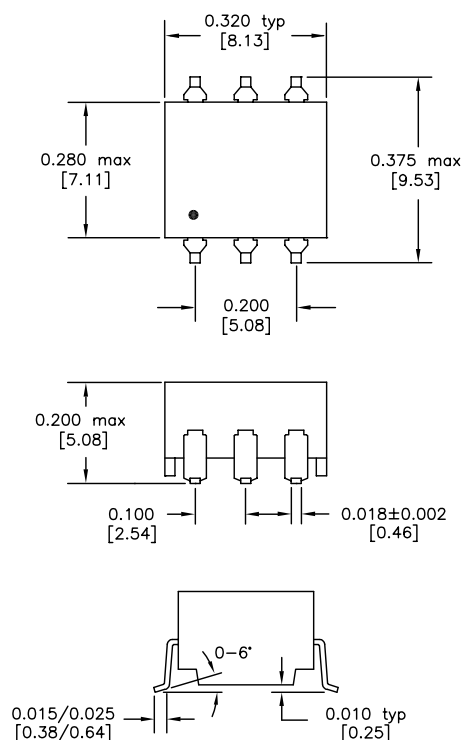 0.320 typ
[8.13]
0.280 max
[7.11]
0.375 max
[9.53]
0.200
[5.08]
0.200 max
[5.08]
0.100
[2.54]
0.018±0.002
[0.46]
0-6°
0.015/0.025
[0.38/0.64]
0.010 typ
[0.25]